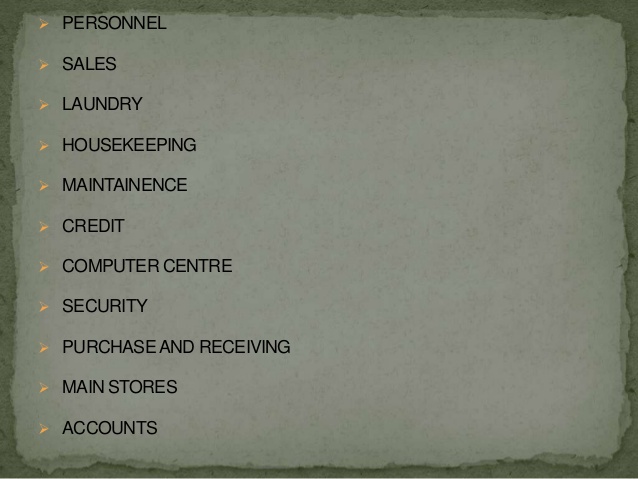 PERSONNEL
SALES
LAUNDRY
HOUSEKEEPING
MAINTAINENCE
CREDIT
COMPUTER CENTRE
SECURITY
PURCHASE AND RECEIVING
MAIN STORES
ACCOUNTS